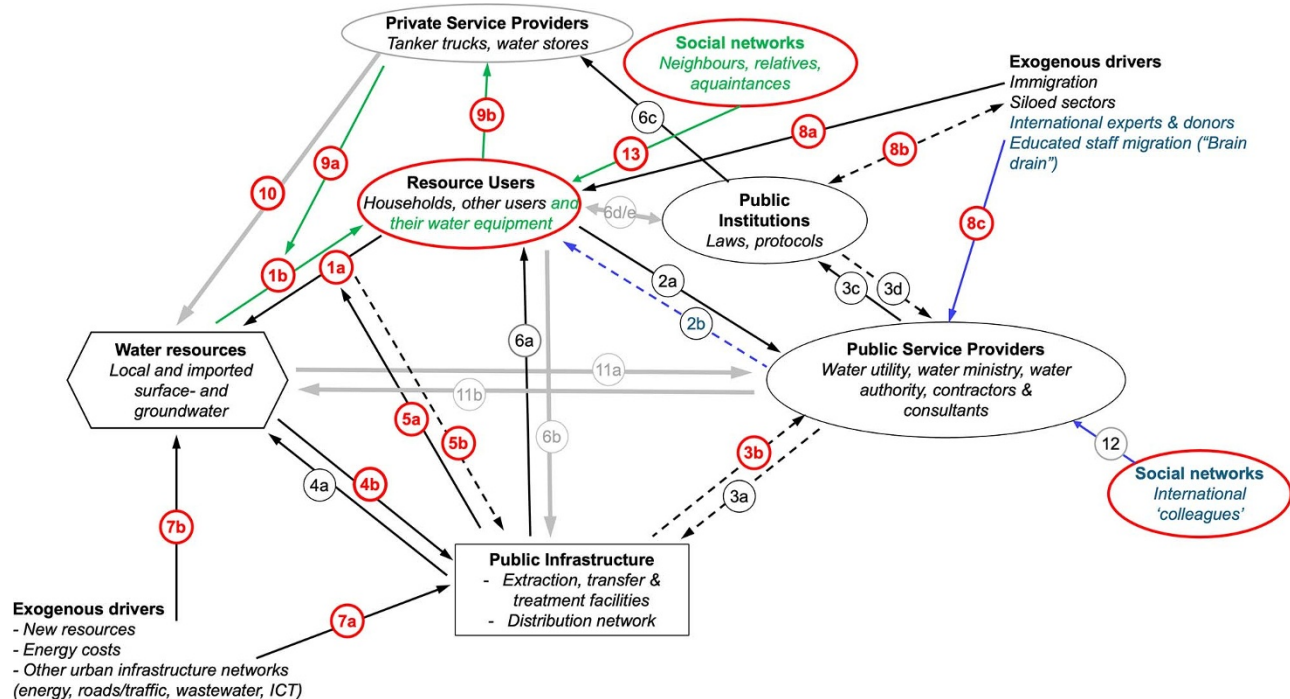 Private Service Providers
Tanker trucks, water stores
Social networks
Neighbours, relatives,
aquaintances
Exogenous drivers
Immigration
Siloed sectors
International experts & donors
Educated staff migration ("Brain
drain")
9b
6c
8a
8b
9a
13
10
Resource Users
Households, other users and
their water equipment
6d/e
Public
Institutions
Laws, protocols
8c
1b
1a
2a
3c
3d
2b
6a
Water resources
Local and imported
surface- and
groundwater
11a
11b
Public Service Providers
Water utility, water ministry, water
authority, contractors &
consultants
5a
5b
6b
3b
12
4a
4b
3a
Social networks
International
'colleagues'
7b
Public Infrastructure
- Extraction, transfer &
treatment facilities
- Distribution network
Exogenous drivers
- New resources
- Energy costs
- Other urban infrastructure networks
(energy, roads/traffic, wastewater, ICT)
7a